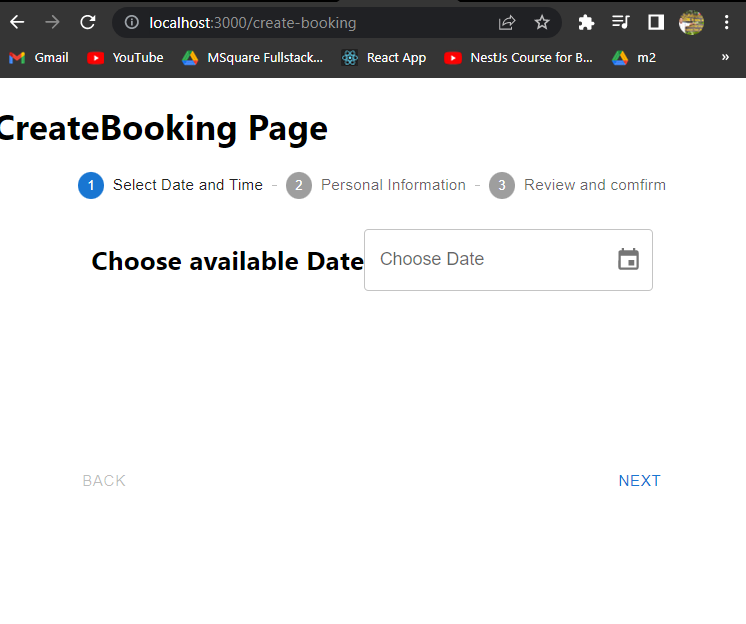 localhost:3000/create-booking
Gmail YouTube MSquare Fullstack... React App NestJs Course for B... m2 »
CreateBooking Page
1 Select Date and Time 2 Personal Information 3 Review and comfirm
Choose available Date Choose Date
BACK NEXT